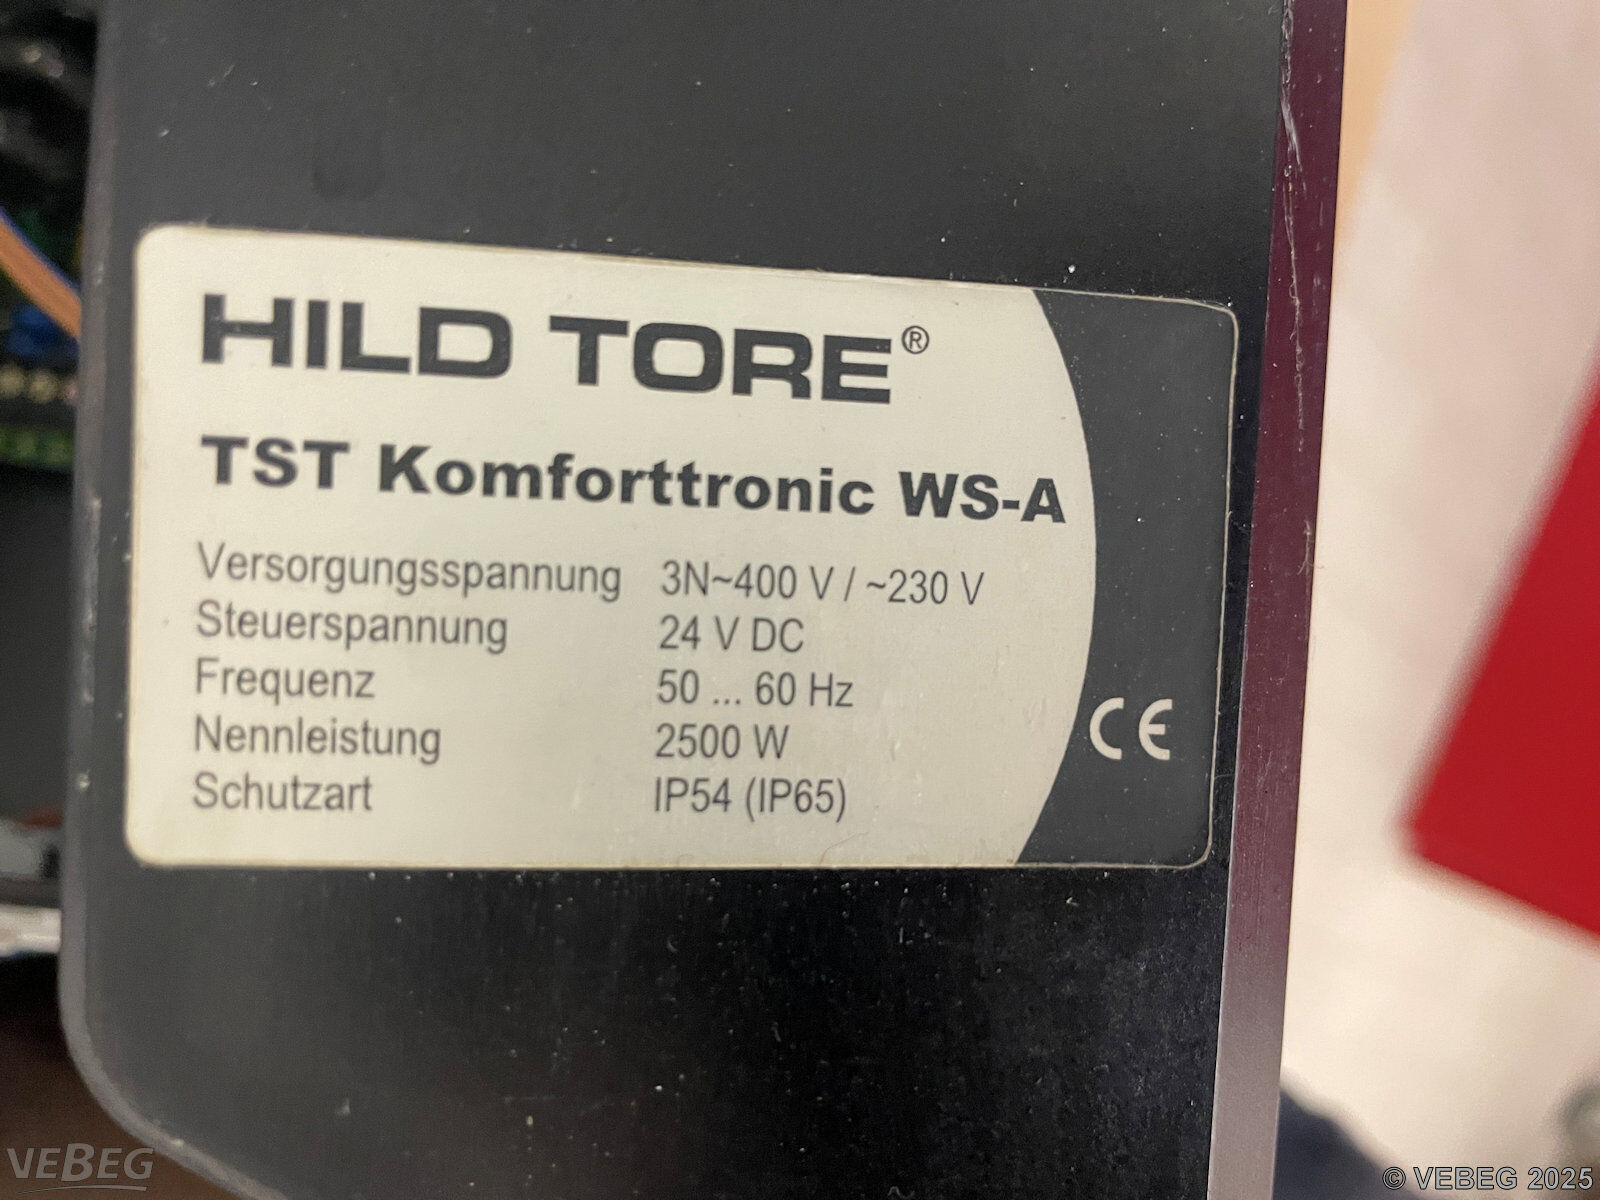 HILD TORE®
TST Komforttronic WS-A
Versorgungsspannung 3N~400 V / ~230 V
Steuerspannung 24 V DC
Frequenz 50 ... 60 Hz
Nennleistung 2500 W
Schutzart IP54 (IP65)
CE
VEBEG
© VEBEG 2025